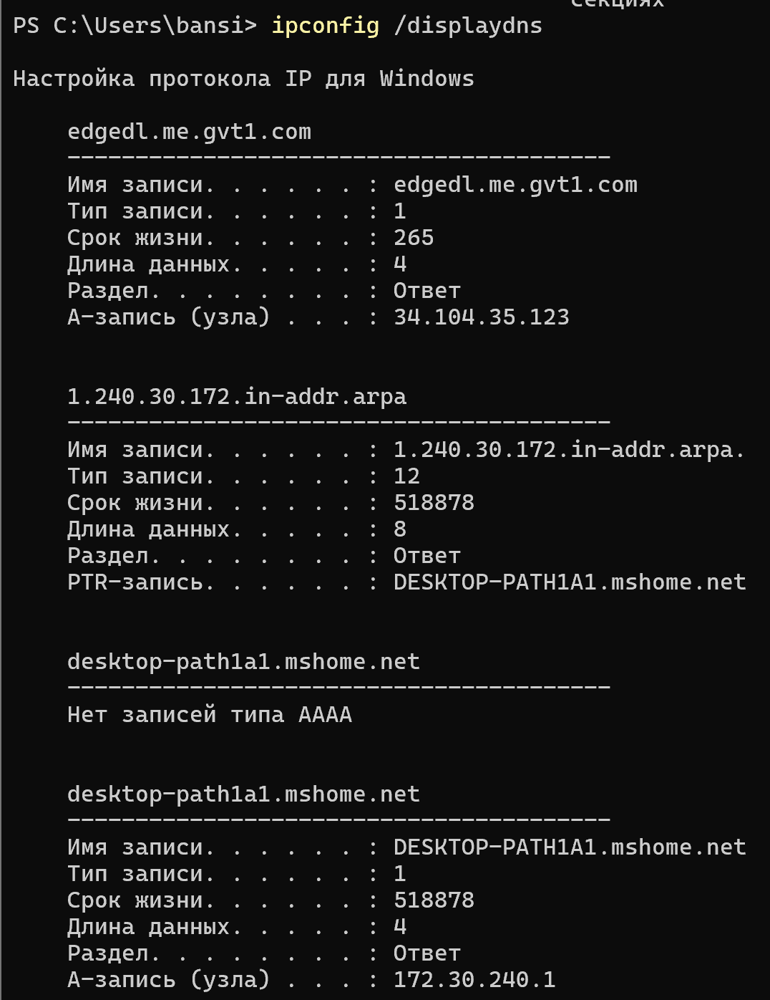 секциях
PS C:\Users\bansi> ipconfig /displaydns
Настройка протокола IP для Windows
edgedl.me.gvt1.com
----------------------------------------
Имя записи. . . . . . : edgedl.me.gvt1.com
Тип записи. . . . . . : 1
Срок жизни. . . . . . : 265
Длина данных. . . . . : 4
Раздел. . . . . . . . : Ответ
А-запись (узла) . . . : 34.104.35.123
1.240.30.172.in-addr.arpa
----------------------------------------
Имя записи. . . . . . : 1.240.30.172.in-addr.arpa.
Тип записи. . . . . . : 12
Срок жизни. . . . . . : 518878
Длина данных. . . . . : 8
Раздел. . . . . . . . : Ответ
PTR-запись. . . . . . : DESKTOP-PATH1A1.mshome.net
desktop-path1a1.mshome.net
----------------------------------------
Нет записей типа AAAA
desktop-path1a1.mshome.net
----------------------------------------
Имя записи. . . . . . : DESKTOP-PATH1A1.mshome.net
Тип записи. . . . . . : 1
Срок жизни. . . . . . : 518878
Длина данных. . . . . : 4
Раздел. . . . . . . . : Ответ
А-запись (узла) . . . : 172.30.240.1